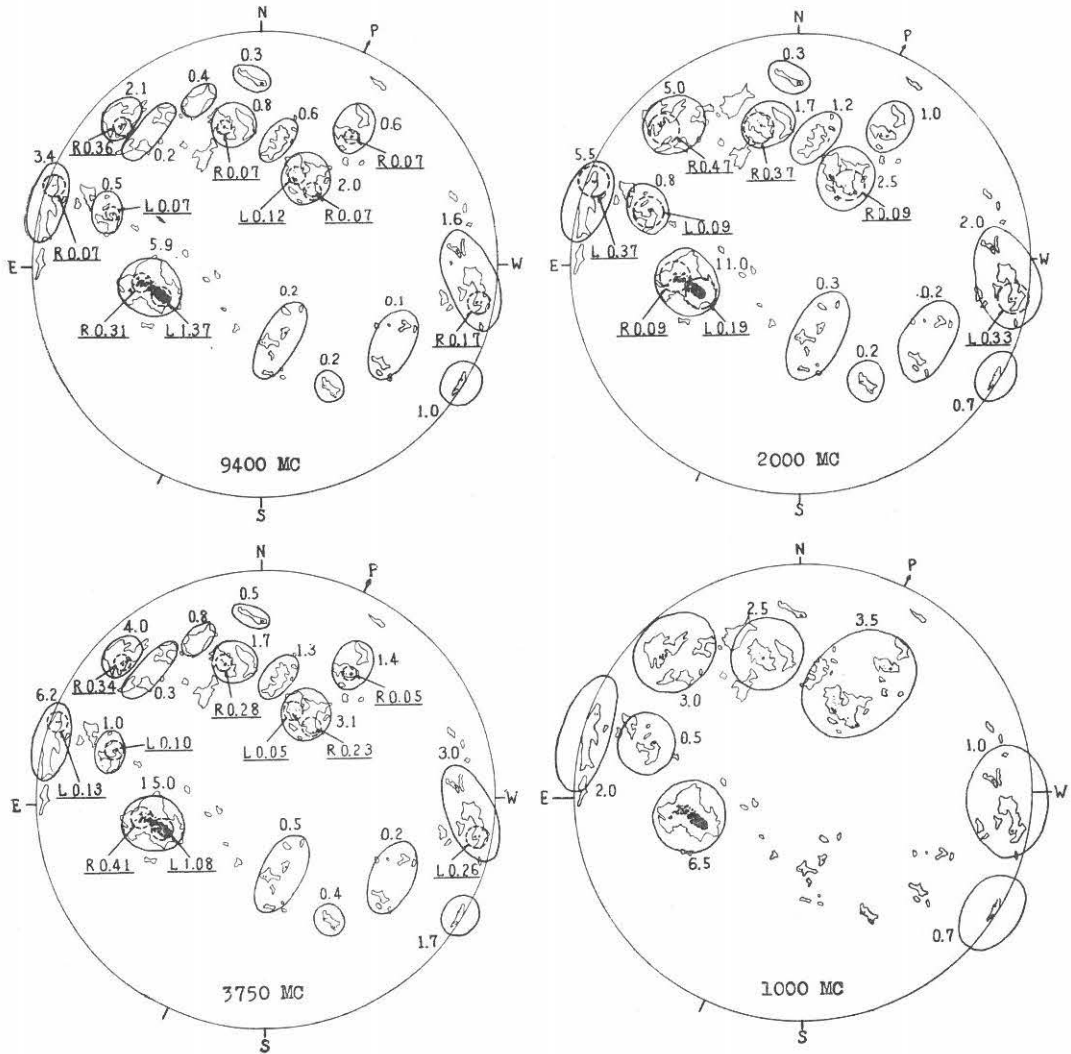 N
P
0.3
0.4
2.1
0.8
0.6
0.6
R 0.36
0.2
R 0.07
R 0.07
3.4
0.5
L 0.07
2.0
L 0.12
R 0.07
R 0.07
1.6
5.9
E
W
R 0.31
L 1.37
0.2
0.1
R 0.17
0.2
1.0
9400 MC
S
N
P
0.3
5.0
1.7
1.2
1.0
R 0.47
R 0.37
5.5
0.8
2.5
L 0.09
R 0.09
L 0.37
2.0
11.0
E
W
R 0.09
L 0.19
0.3
0.2
L 0.33
0.2
0.7
2000 MC
S
N
P
0.5
0.8
4.0
1.7
1.3
1.4
R 0.34
0.3
R 0.28
R 0.05
6.2
1.0
L 0.10
3.1
L 0.05
R 0.23
L 0.13
3.0
15.0
E
W
R 0.41
L 1.08
0.5
0.2
L 0.26
0.4
1.7
3750 MC
S
N
P
2.5
3.5
3.0
0.5
1.0
E
2.0
W
6.5
0.7
1000 MC
S